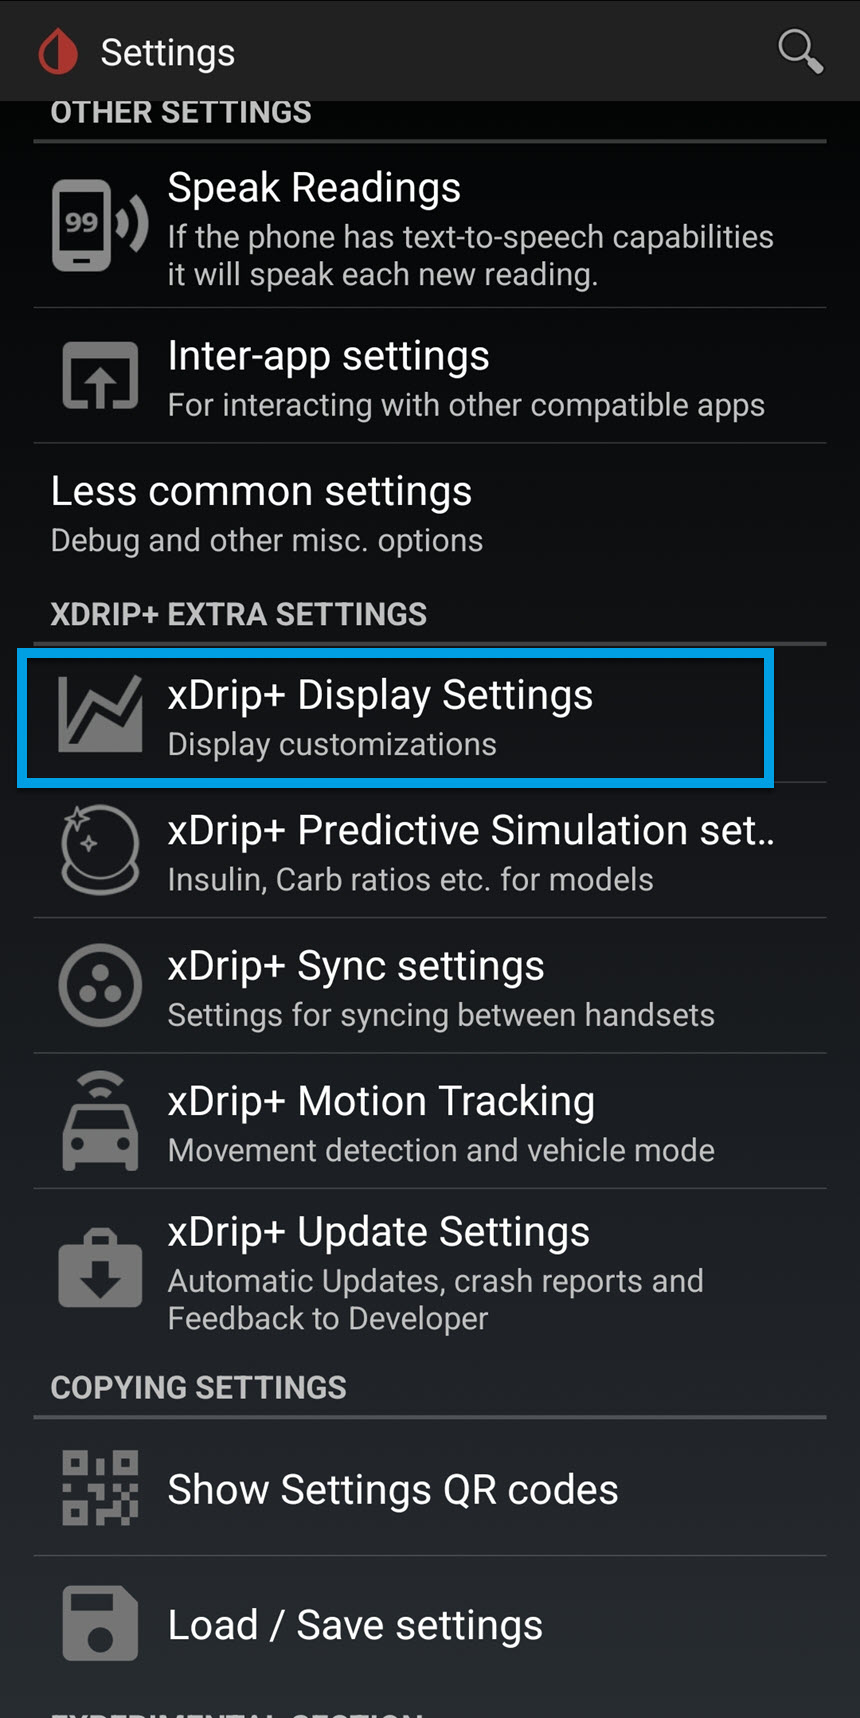 Settings
OTHER SETTINGS
99
Speak Readings
If the phone has text-to-speech capabilities
it will speak each new reading.
Inter-app settings
For interacting with other compatible apps
Less common settings
Debug and other misc. options
XDRIP+ EXTRA SETTINGS
xDrip+ Display Settings
Display customizations
xDrip+ Predictive Simulation set..
Insulin, Carb ratios etc. for models
xDrip+ Sync settings
Settings for syncing between handsets
xDrip+ Motion Tracking
Movement detection and vehicle mode
xDrip+ Update Settings
Automatic Updates, crash reports and
Feedback to Developer
COPYING SETTINGS
Show Settings QR codes
Load / Save settings
EXPERIMENTAL SECTION